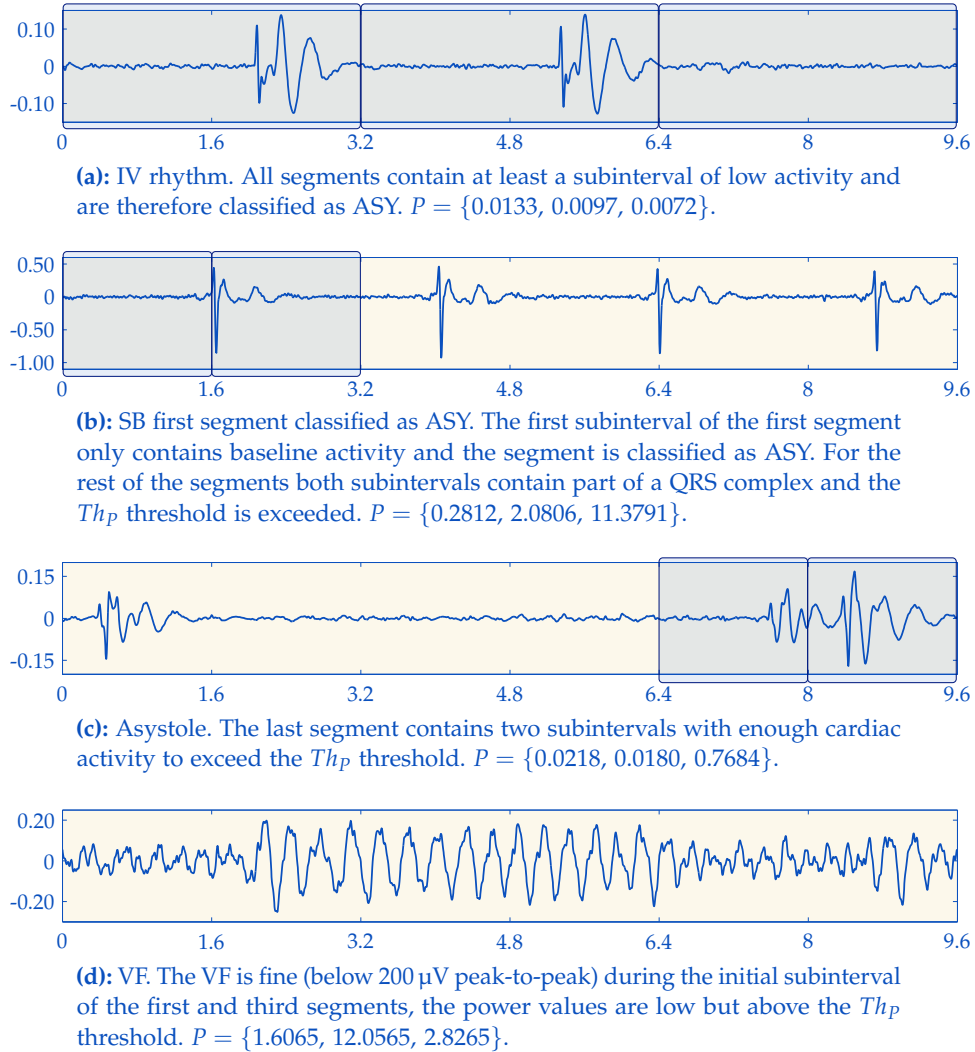 0.10
0
-0.10
0 1.6 3.2 4.8 6.4 8 9.6
(a): IV rhythm. All segments contain at least a subinterval of low activity and
are therefore classified as ASY. P = {0.0133, 0.0097, 0.0072}.
0.50
0
-0.50
-1.00
0 1.6 3.2 4.8 6.4 8 9.6
(b): SB first segment classified as ASY. The first subinterval of the first segment
only contains baseline activity and the segment is classified as ASY. For the
rest of the segments both subintervals contain part of a QRS complex and the
Th_P threshold is exceeded. P = {0.2812, 2.0806, 11.3791}.
0.15
0
-0.15
0 1.6 3.2 4.8 6.4 8 9.6
(c): Asystole. The last segment contains two subintervals with enough cardiac
activity to exceed the Th_P threshold. P = {0.0218, 0.0180, 0.7684}.
0.20
0
-0.20
0 1.6 3.2 4.8 6.4 8 9.6
(d): VF. The VF is fine (below 200 µV peak-to-peak) during the initial subinterval
of the first and third segments, the power values are low but above the Th_P
threshold. P = {1.6065, 12.0565, 2.8265}.